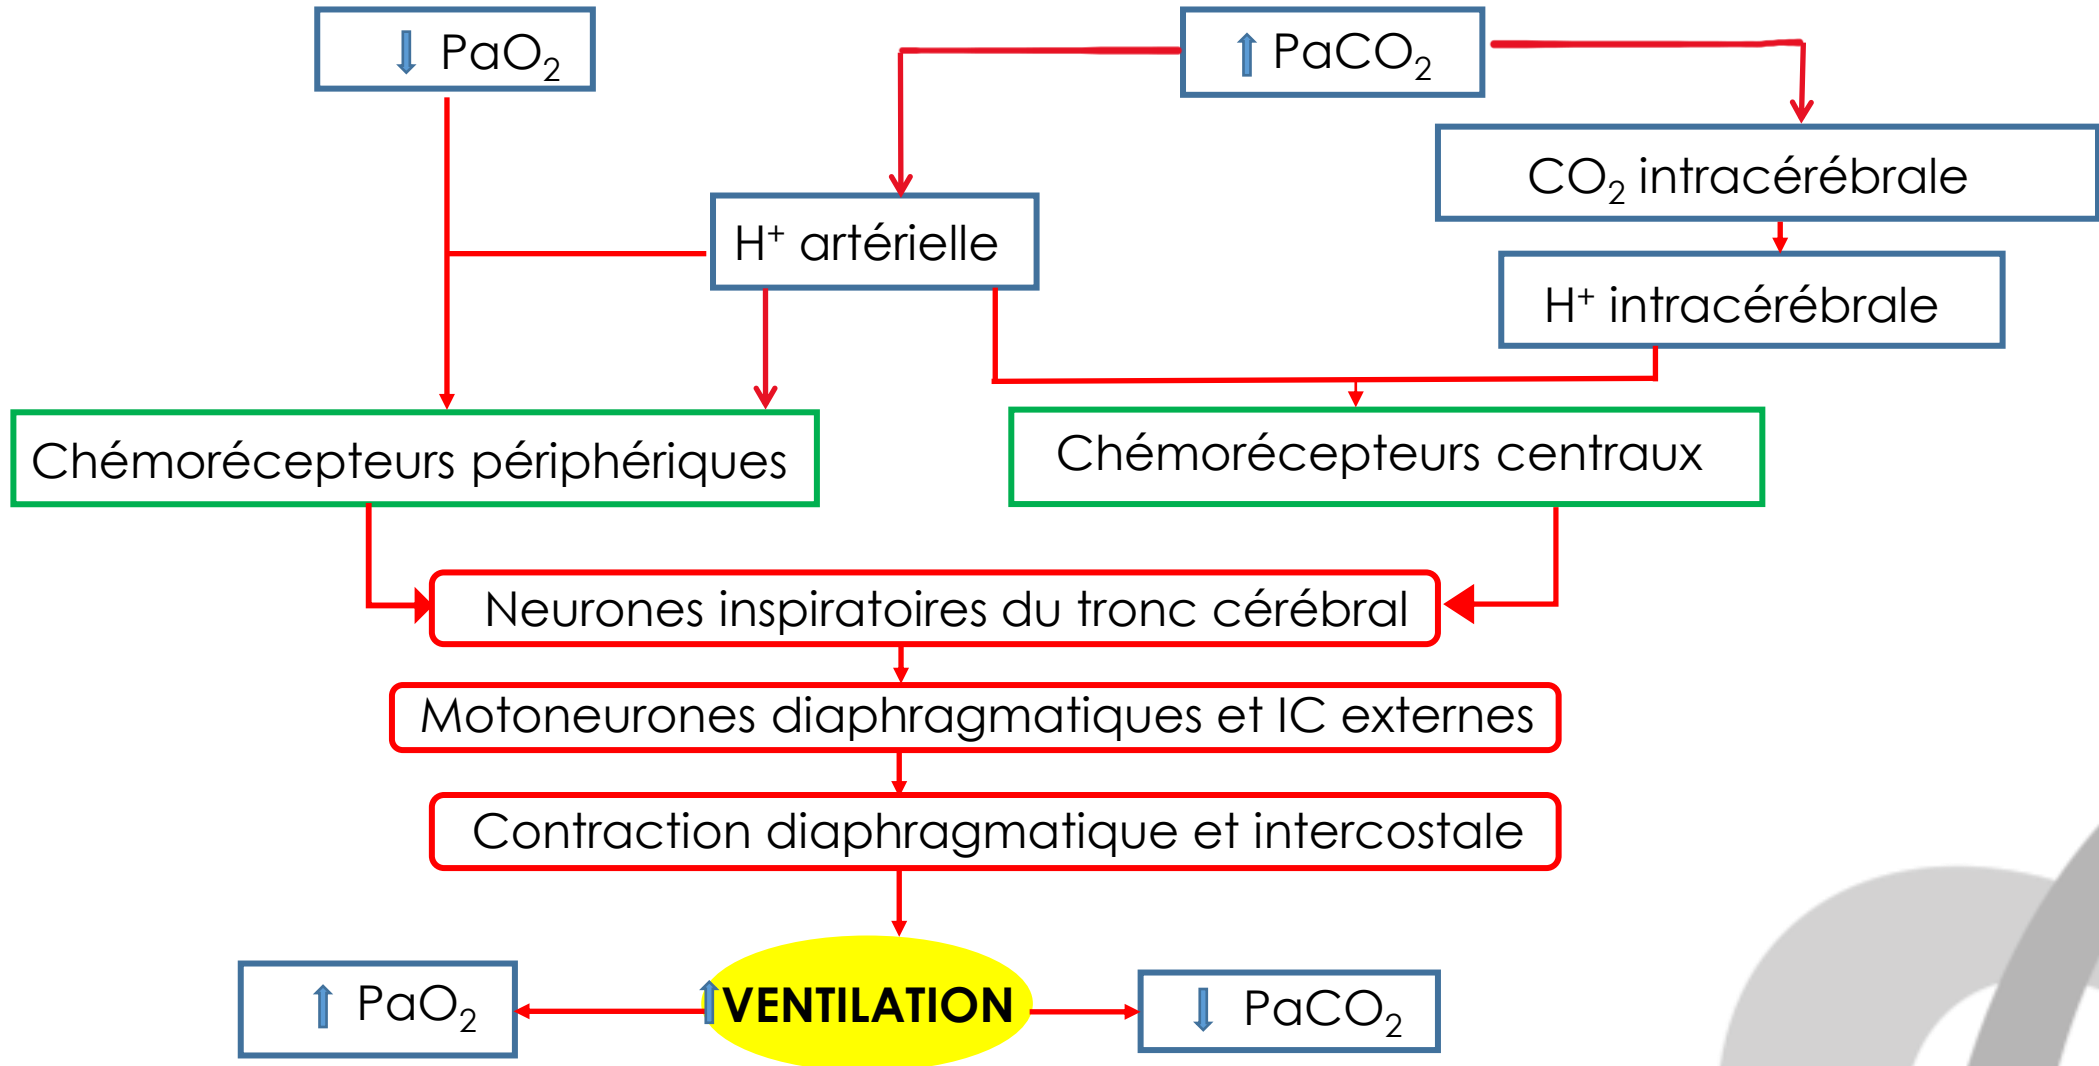 ↓ PaO₂
↑ PaCO₂
CO₂ intracérébrale
H⁺ artérielle
H⁺ intracérébrale
Chémorécepteurs périphériques
Chémorécepteurs centraux
Neurones inspiratoires du tronc cérébral
Motoneurones diaphragmatiques et IC externes
Contraction diaphragmatique et intercostale
↑ PaO₂
↑ VENTILATION
↓ PaCO₂